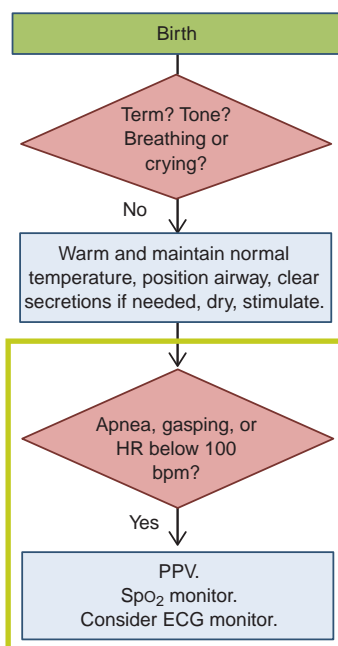 Birth
Term? Tone?
Breathing or
crying?
No
Warm and maintain normal
temperature, position airway, clear
secretions if needed, dry, stimulate.
Apnea, gasping, or
HR below 100
bpm?
Yes
PPV.
SpO₂ monitor.
Consider ECG monitor.